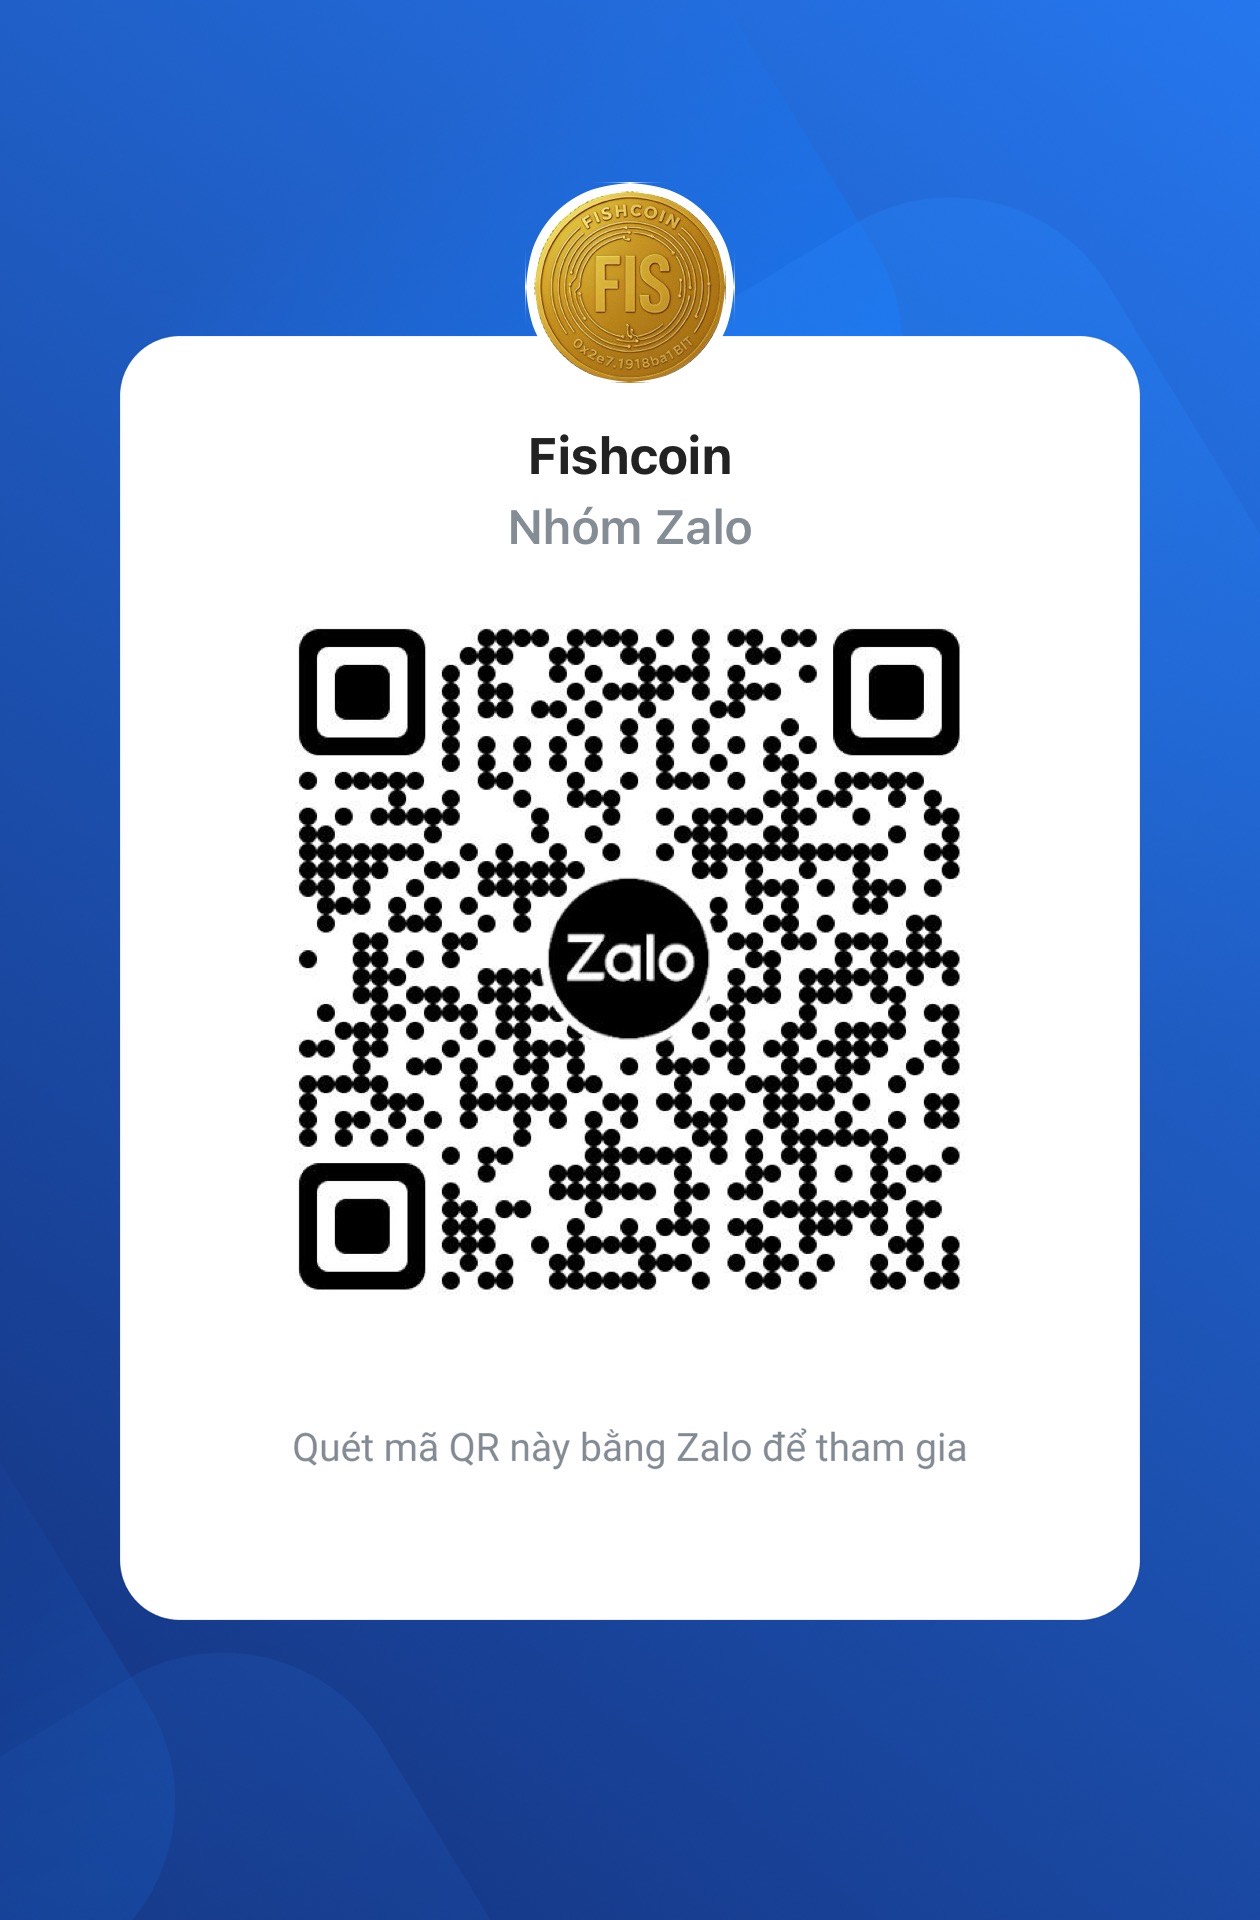 FISHCOIN
FIS
0x2e7.1918ba1BIT
Fishcoin
Nhóm Zalo
Zalo
Quét mã QR này bằng Zalo để tham gia